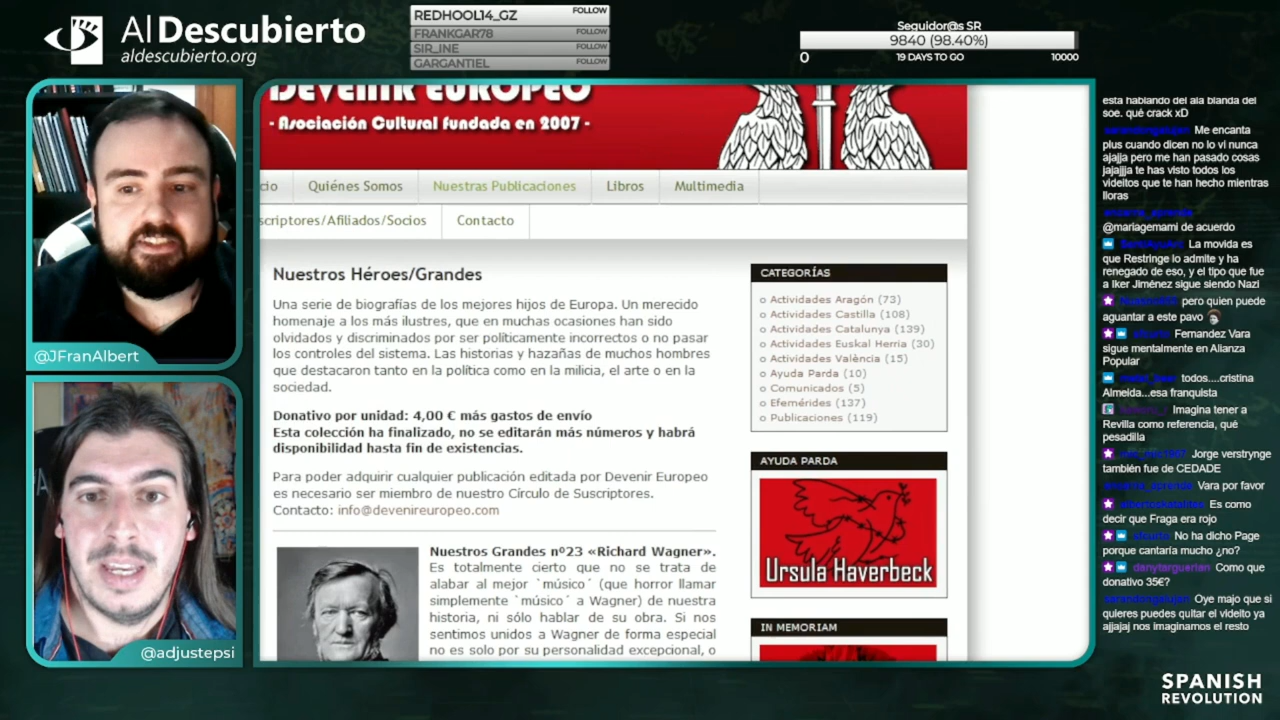 Al Descubierto
aldescubierto.org
REDHOOL14_GZ
FOLLOW
FRANKGAR78
FOLLOW
SIR_INE
FOLLOW
GARGANTIEL
FOLLOW
Seguidor@s SR
9840 (98.40%)
0
19 DAYS TO GO
10000
@JFranAlbert
@adjustepsi
DEVENIR EUROPEO
- Asociación Cultural fundada en 2007 -
cio
Quiénes Somos
Nuestras Publicaciones
Libros
Multimedia
scriptores/Afiliados/Socios
Contacto
Nuestros Héroes/Grandes
Una serie de biografías de los mejores hijos de Europa. Un merecido
homenaje a los más ilustres, que en muchas ocasiones han sido
olvidados y discriminados por ser políticamente incorrectos o no pasar
los controles del sistema. Las historias y hazañas de muchos hombres
que destacaron tanto en la política como en la milicia, el arte o en la
sociedad.
Donativo por unidad: 4,00 € más gastos de envío
Esta colección ha finalizado, no se editarán más números y habrá
disponibilidad hasta fin de existencias.
Para poder adquirir cualquier publicación editada por Devenir Europeo
es necesario ser miembro de nuestro Círculo de Suscriptores.
Contacto: info@devenireuropeo.com
Nuestros Grandes nº23 «Richard Wagner».
Es totalmente cierto que no se trata de
alabar al mejor `músico´ (que horror llamar
simplemente `músico´ a Wagner) de nuestra
historia, ni sólo hablar de su obra. Si nos
sentimos unidos a Wagner de forma especial
no es solo por su personalidad excepcional, o
CATEGORÍAS
o Actividades Aragón (73)
o Actividades Castilla (108)
o Actividades Catalunya (139)
o Actividades Euskal Herria (30)
o Actividades València (15)
o Ayuda Parda (10)
o Comunicados (5)
o Efemérides (137)
o Publicaciones (119)
AYUDA PARDA
Ursula Haverbeck
IN MEMORIAM
esta hablando del ala blanda del
soe. qué crack xD
Me encanta
plus cuando dicen no lo vi nunca
ajajja pero me han pasado cosas
jajajjja te has visto todos los
videitos que te han hecho mientras
lloras
@mariagemami de acuerdo
La movida es
que Restringe lo admite y ha
renegado de eso, y el tipo que fue
a Iker Jiménez sigue siendo Nazi
pero quien puede
aguantar a este pavo
Fernandez Vara
sigue mentalmente en Alianza
Popular
todos....cristina
Almeida...esa franquista
Imagina tener a
Revilla como referencia, qué
pesadilla
Jorge verstrynge
también fue de CEDADE
Vara por favor
Es como
decir que Fraga era rojo
No ha dicho Page
porque cantaría mucho ¿no?
danytarguarian Como que
donativo 35€?
Oye majo que si
quieres puedes quitar el videito ya
ajjajaj nos imaginamos el resto
SPANISH
REVOLUTION